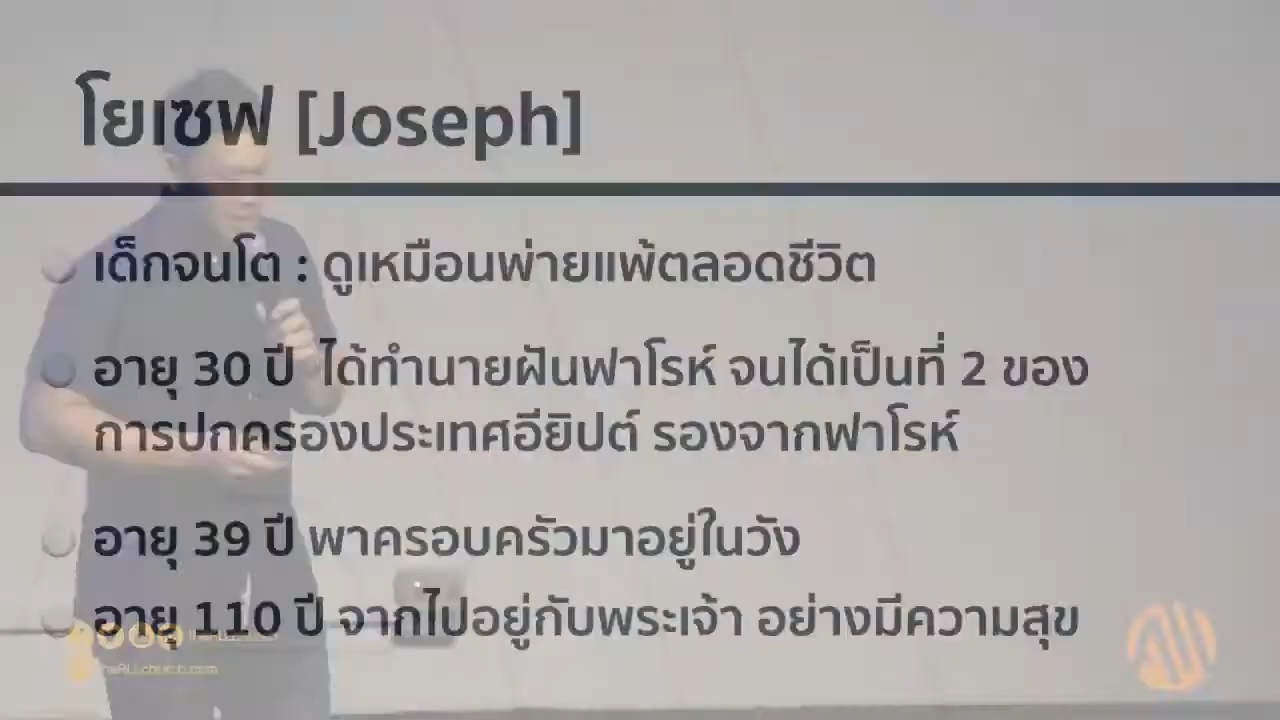 โยเซฟ [Joseph]
เด็กจนโต : ดูเหมือนพ่ายแพ้ตลอดชีวิต
อายุ 30 ปี ได้ทำนายฝันฟาโรห์ จนได้เป็นที่ 2 ของ
การปกครองประเทศอียิปต์ รองจากฟาโรห์
อายุ 39 ปี พาครอบครัวมาอยู่ในวัง
อายุ 110 ปี จากไปอยู่กับพระเจ้า อย่างมีความสุข
theALLchurch.com